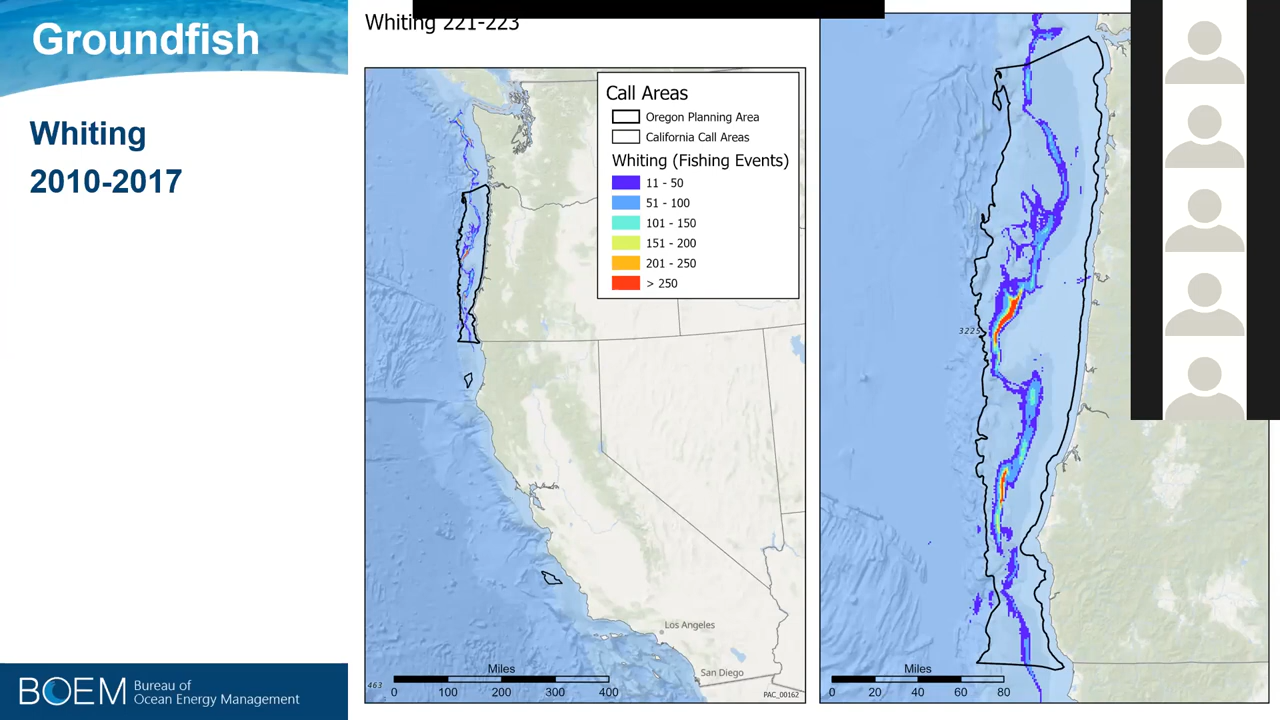 Groundfish
Whiting
2010-2017
BOEM
Bureau of
Ocean Energy Management
Whiting 221-223
Call Areas
Oregon Planning Area
California Call Areas
Whiting (Fishing Events)
11 - 50
51 - 100
101 - 150
151 - 200
201 - 250
> 250
Los Angeles
San Diego
463
Miles
0 100 200 300 400
PAC_00162
3225
Miles
0 20 40 60 80